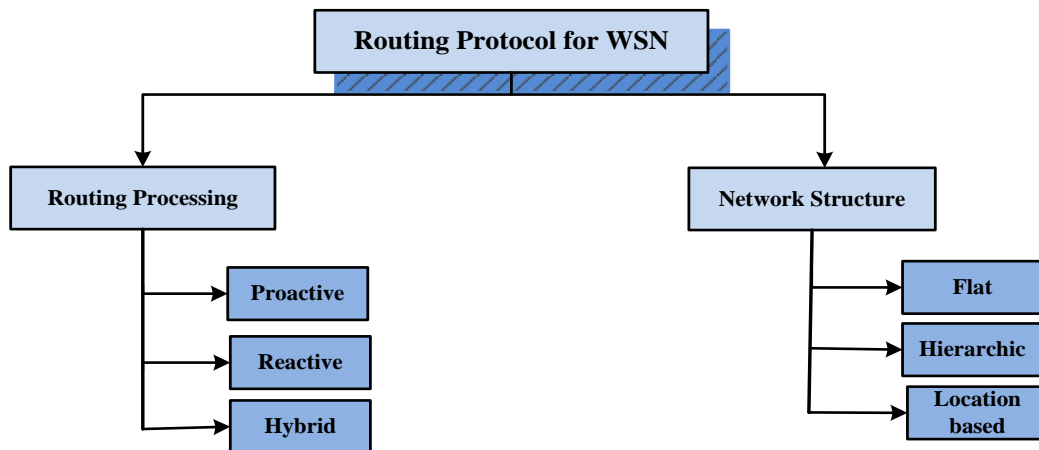 Routing Protocol for WSN
Routing Processing
Network Structure
Proactive
Reactive
Hybrid
Flat
Hierarchic
Location
based